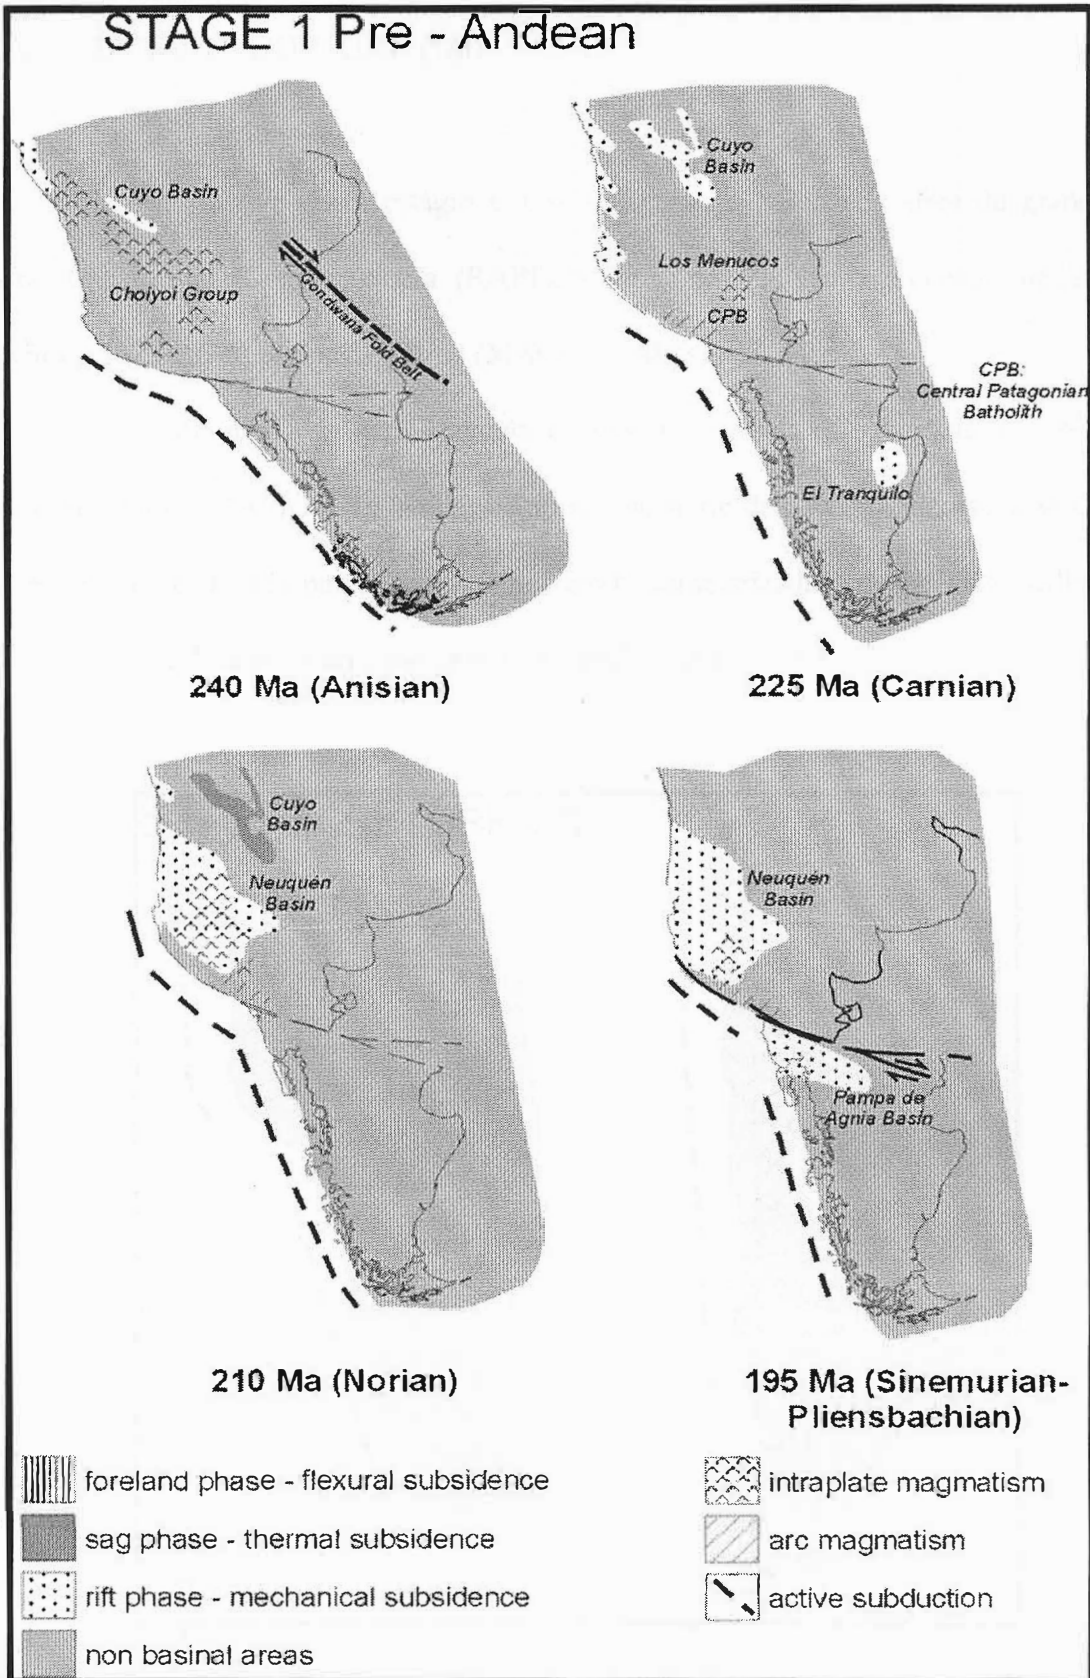 STAGE 1 Pre - Andean
Cuyo Basin
Choiyoi Group
Gondwana Fold Belt
240 Ma (Anisian)
Cuyo
Basin
Los Menucos
CPB
CPB:
Central Patagonian
Batholith
El Tranquilo
225 Ma (Carnian)
Cuyo
Basin
Neuquén
Basin
210 Ma (Norian)
Neuquén
Basin
Pampa de
Agnia Basin
195 Ma (Sinemurian-
Pliensbachian)
foreland phase - flexural subsidence
sag phase - thermal subsidence
rift phase - mechanical subsidence
non basinal areas
intraplate magmatism
arc magmatism
active subduction